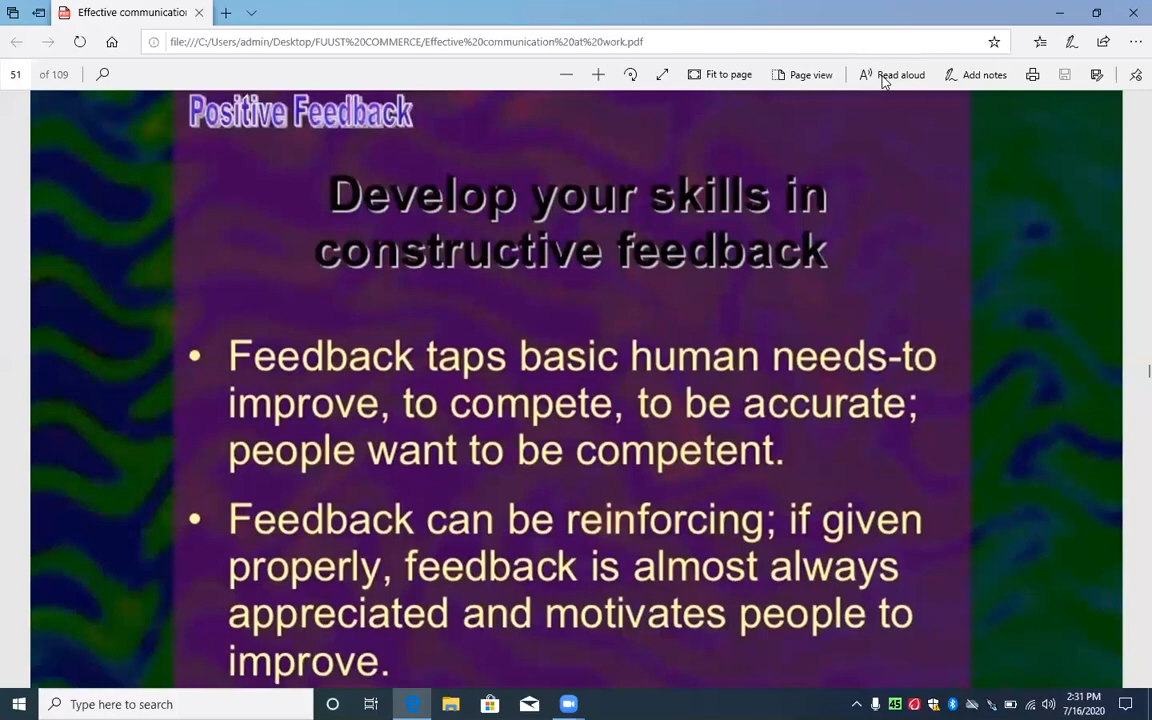 Effective communication
file:///C:/Users/admin/Desktop/FUUST%20COMMERCE/Effective%20communication%20at%20work.pdf
51 of 109 Fit to page Page view Read aloud Add notes
Positive Feedback
Develop your skills in
constructive feedback
• Feedback taps basic human needs-to
improve, to compete, to be accurate;
people want to be competent.
• Feedback can be reinforcing; if given
properly, feedback is almost always
appreciated and motivates people to
improve.
Type here to search
45
2:31 PM
7/16/2020